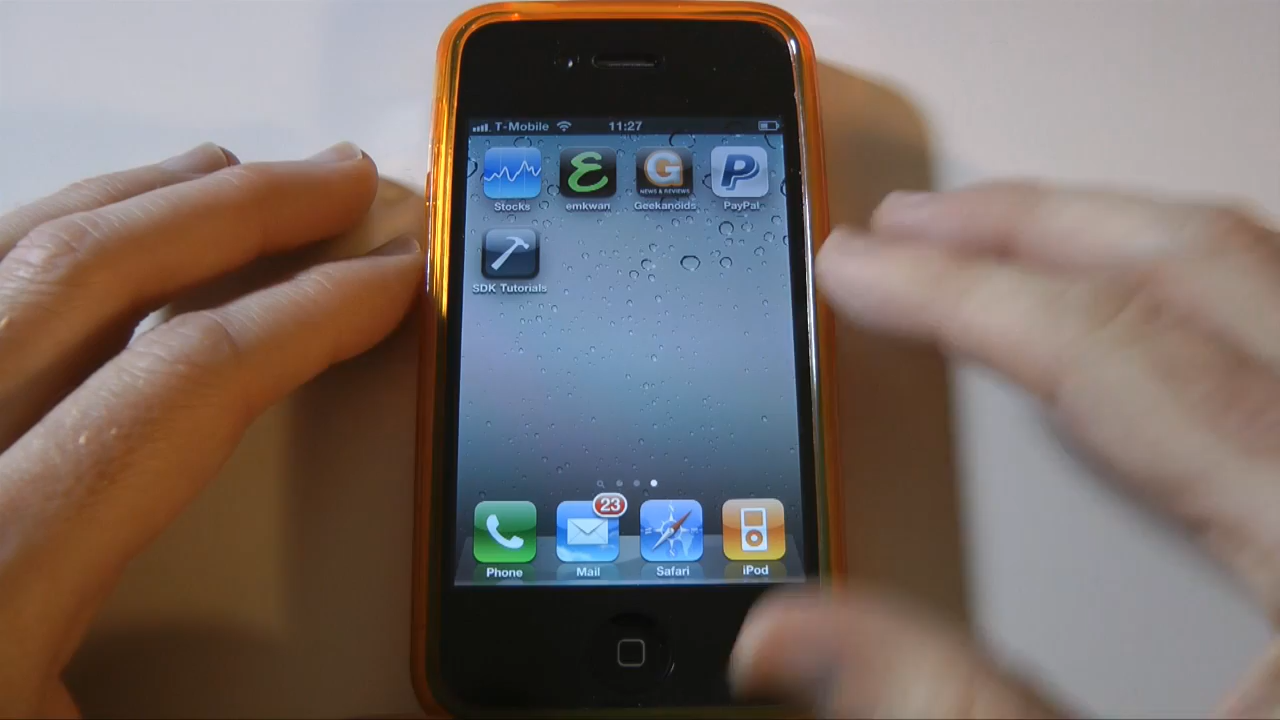 T-Mobile 11:27
E G P
NEWS & REVIEWS
Stocks emkwan Geekanoids PayPal
SDK Tutorials
23
Phone Mail Safari iPod